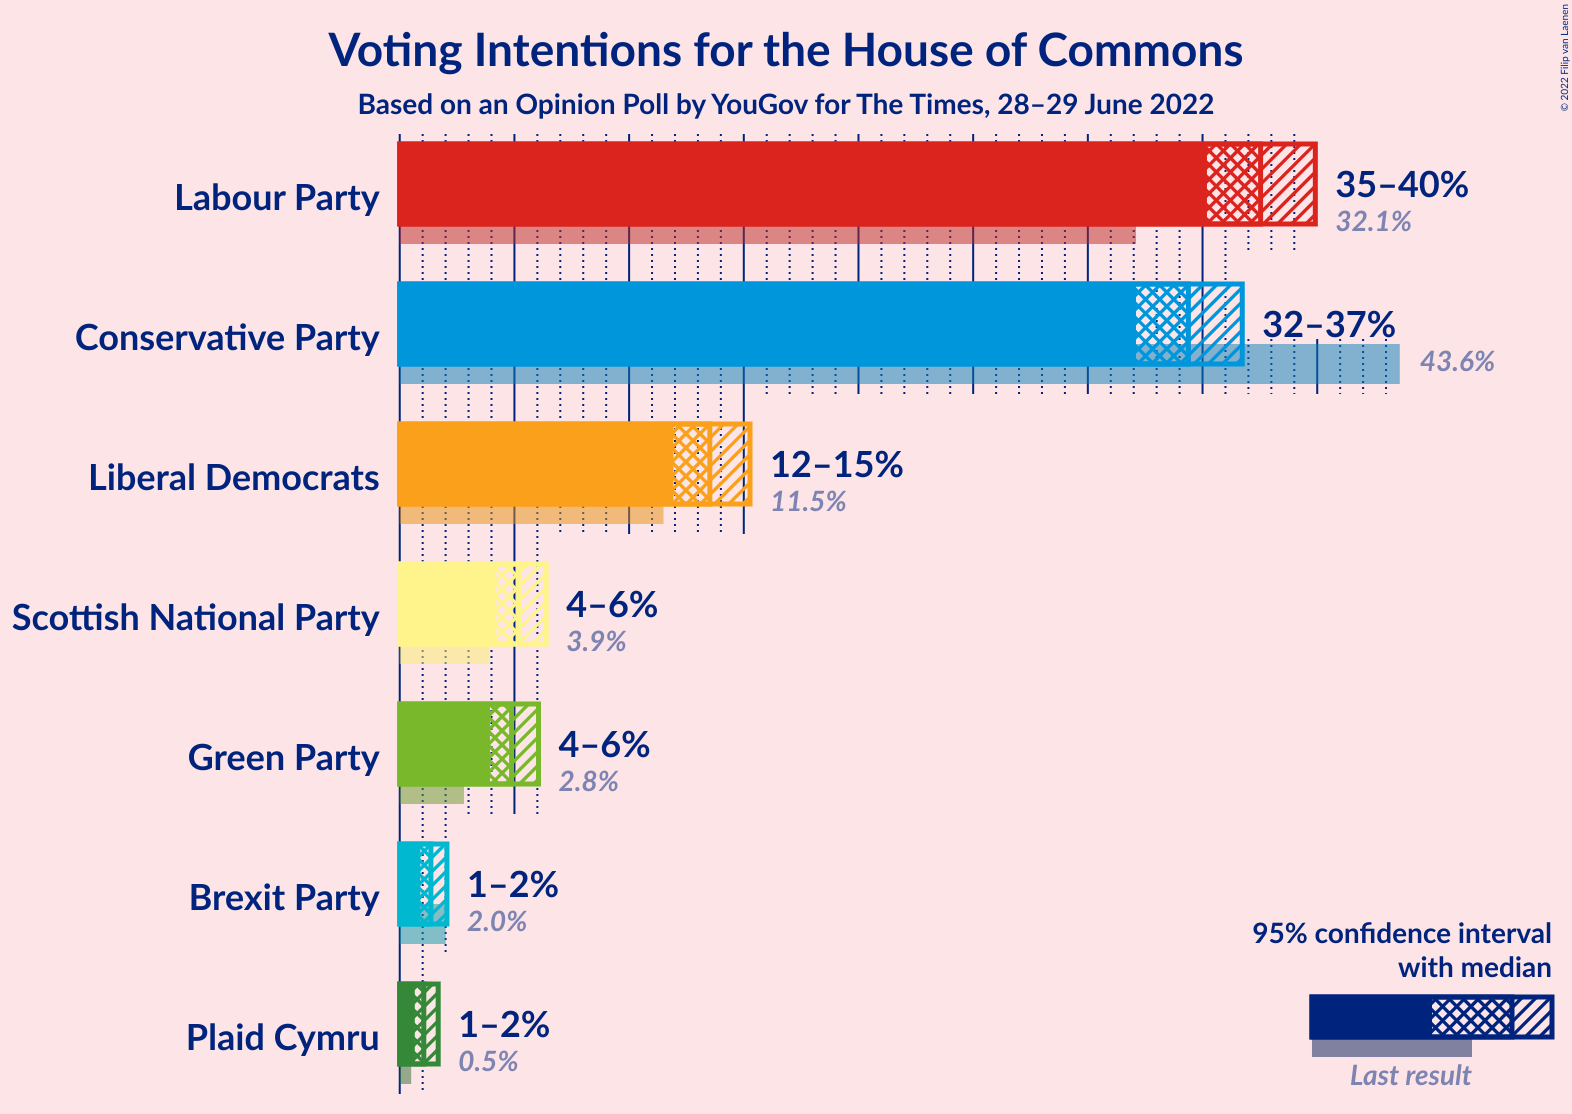 Voting Intentions for the House of Commons
Based on an Opinion Poll by YouGov for The Times, 28–29 June 2022
© 2022 Filip van Laenen
Labour Party
35–40%
32.1%
Conservative Party
32–37%
43.6%
Liberal Democrats
12–15%
11.5%
Scottish National Party
4–6%
3.9%
Green Party
4–6%
2.8%
Brexit Party
1–2%
2.0%
Plaid Cymru
1–2%
0.5%
95% confidence interval
with median
Last result